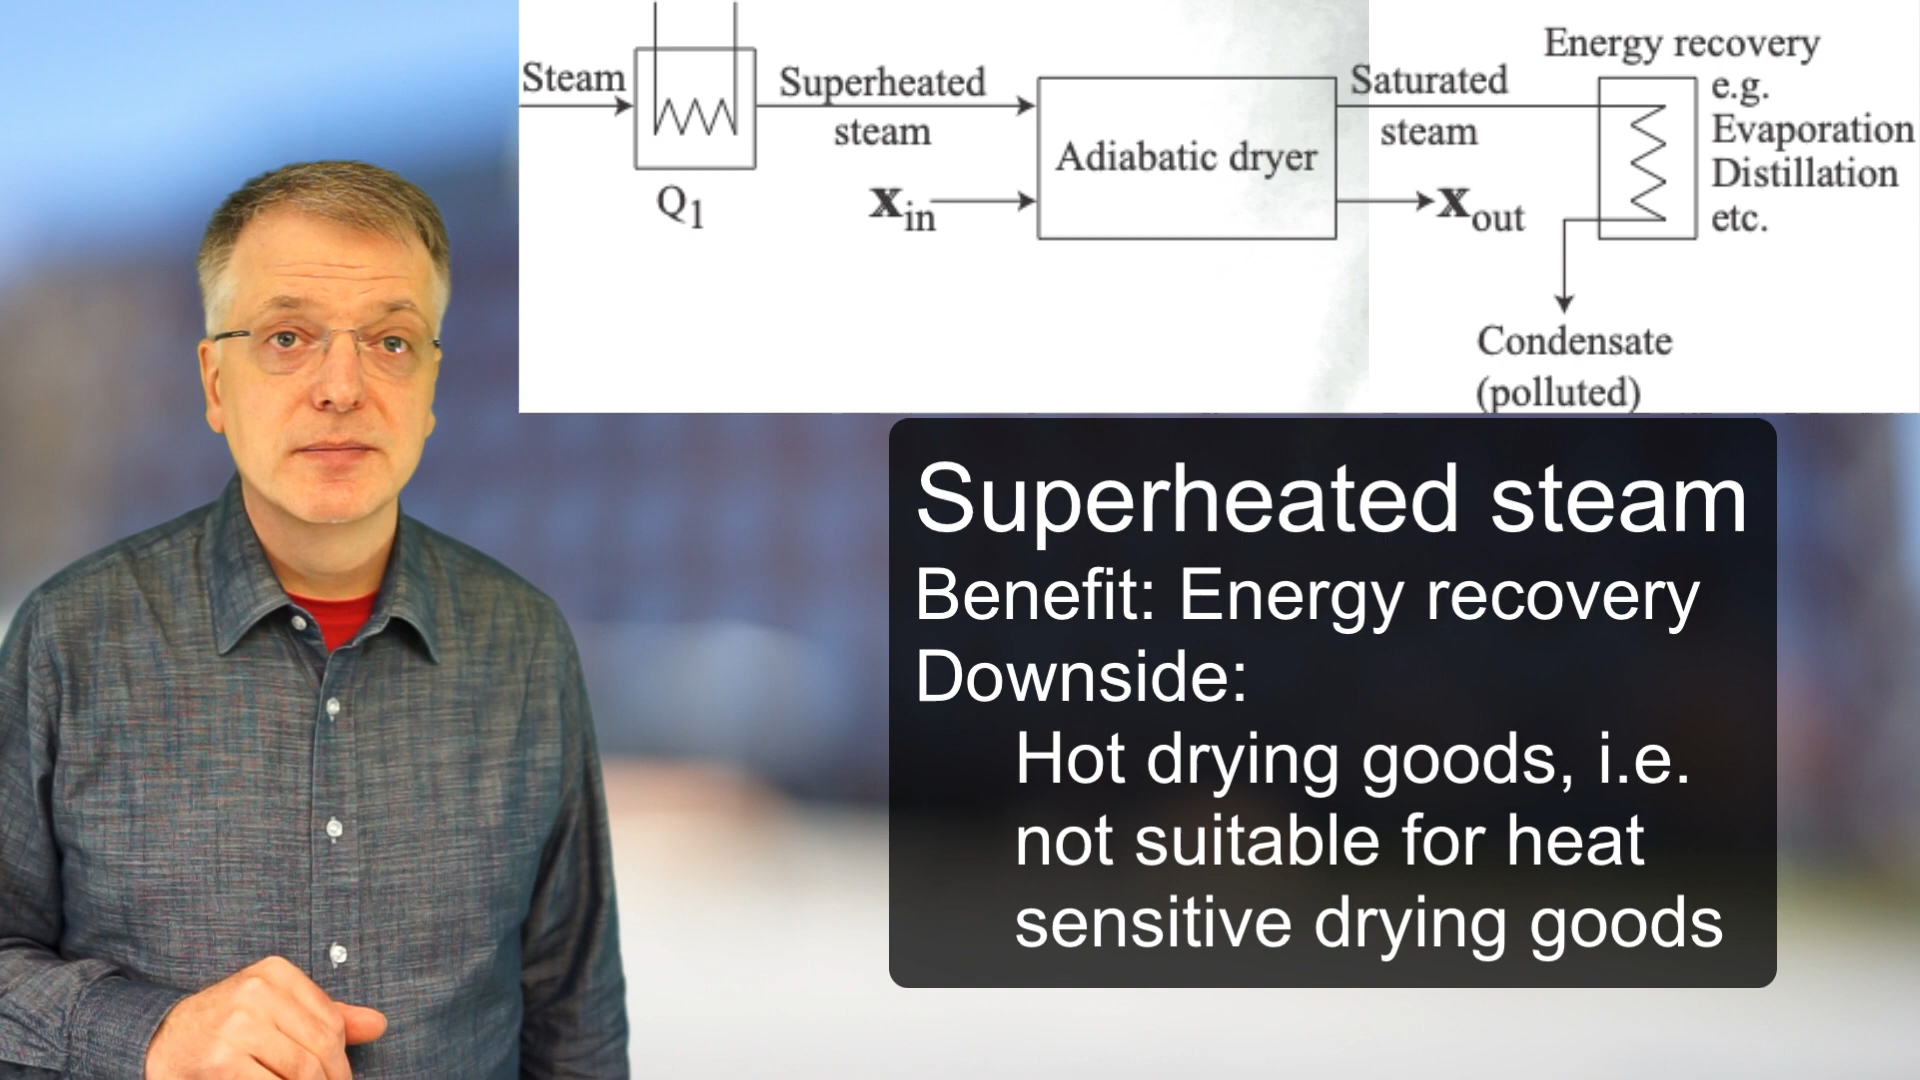 Energy recovery
Steam
Superheated
steam
Saturated
steam
e.g.
Evaporation
Distillation
etc.
Adiabatic dryer
Q1
Xin
Xout
Condensate
(polluted)
Superheated steam
Benefit: Energy recovery
Downside:
Hot drying goods, i.e.
not suitable for heat
sensitive drying goods